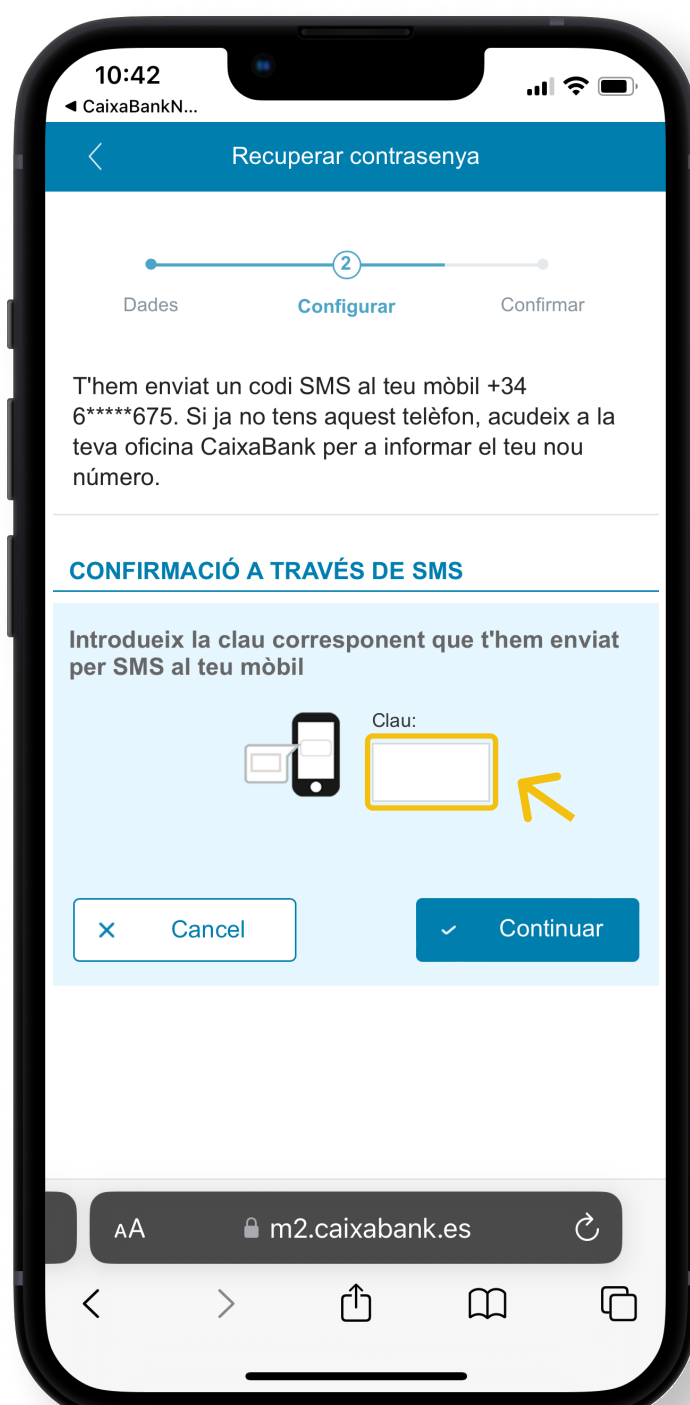 10:42
◀ CaixaBankN...
Recuperar contrasenya
2
Dades
Configurar
Confirmar
T'hem enviat un codi SMS al teu mòbil +34
6*****675. Si ja no tens aquest telèfon, acudeix a la
teva oficina CaixaBank per a informar el teu nou
número.
CONFIRMACIÓ A TRAVÉS DE SMS
Introdueix la clau corresponent que t'hem enviat
per SMS al teu mòbil
Clau:
Cancel
Continuar
AA
m2.caixabank.es